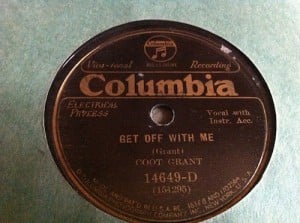 Viva-tonal Recording
Columbia
ELECTRICAL
PROCESS
Vocal with
Instr. Acc.
GET OFF WITH ME
(Grant)
COOT GRANT
14649-D
(151295)